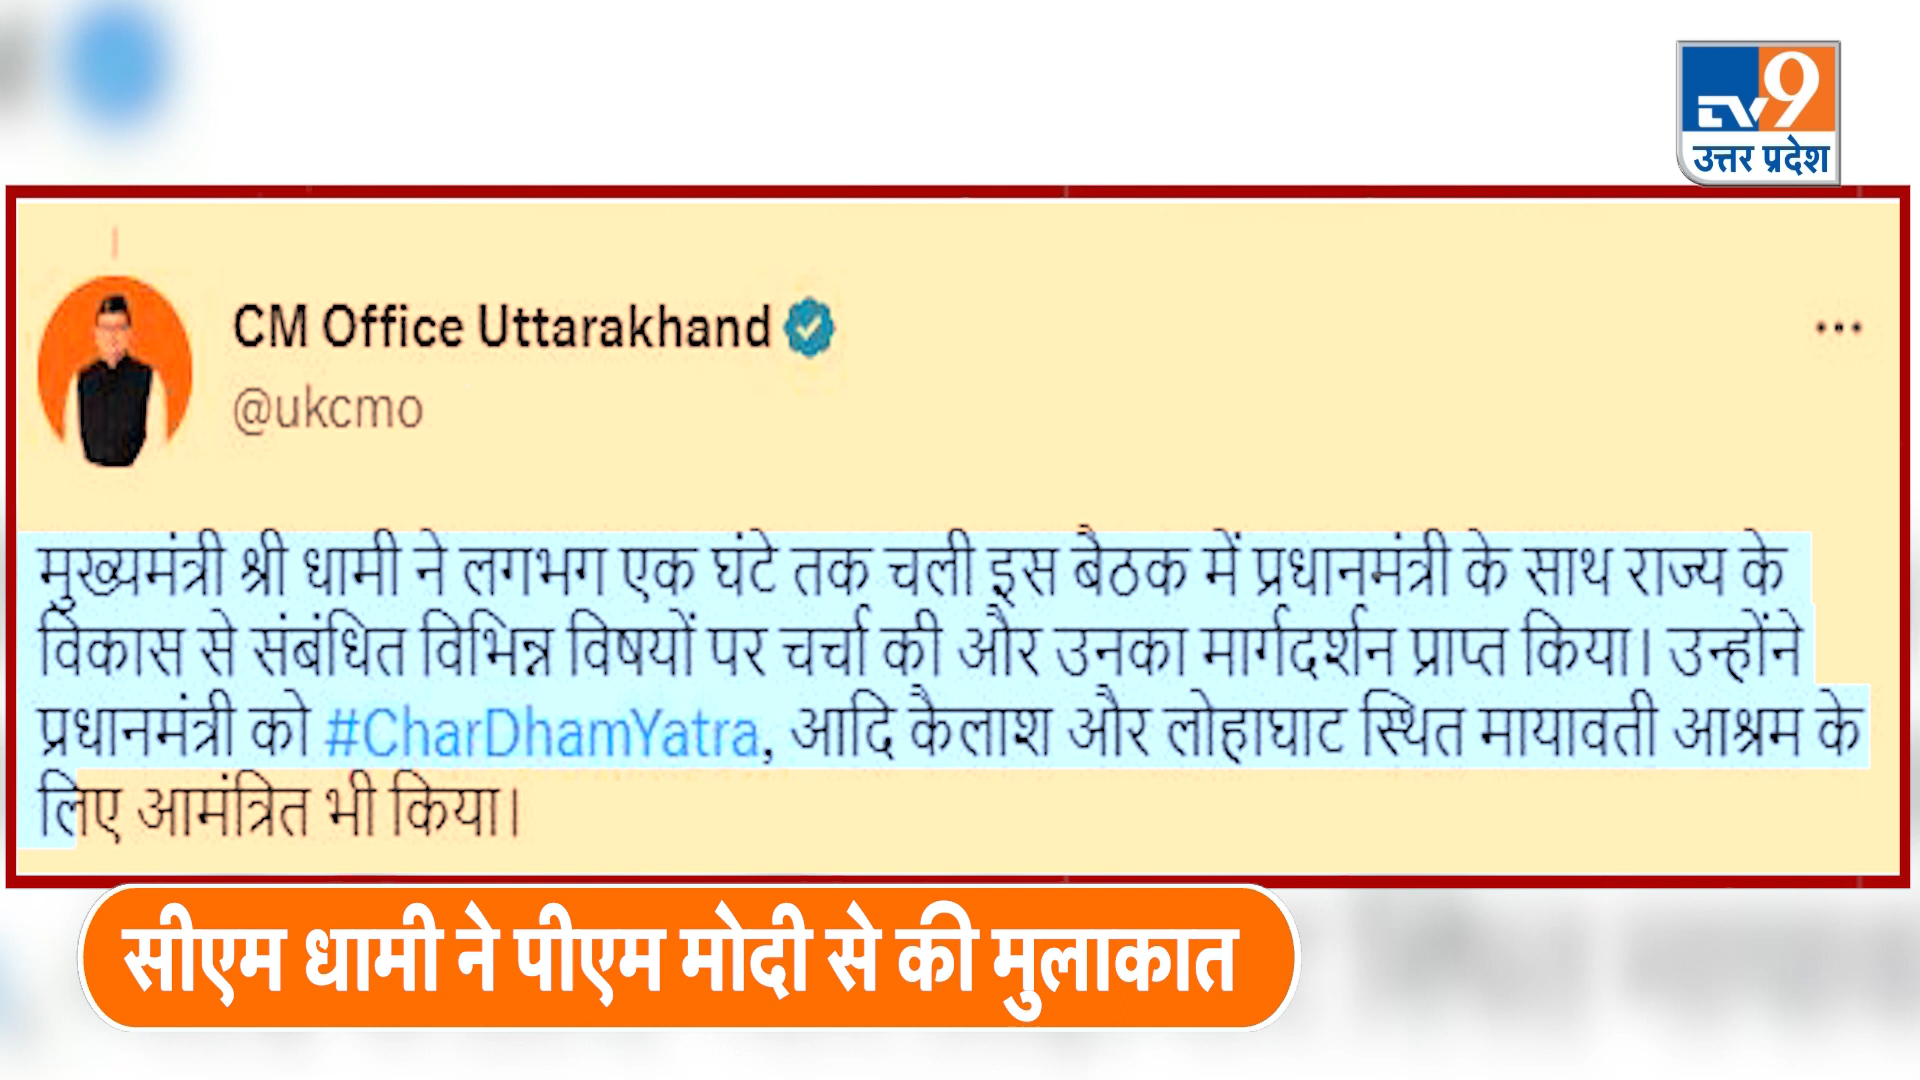 TV9
उत्तर प्रदेश
CM Office Uttarakhand
@ukcmo
मुख्यमंत्री श्री धामी ने लगभग एक घंटे तक चली इस बैठक में प्रधानमंत्री के साथ राज्य के
विकास से संबंधित विभिन्न विषयों पर चर्चा की और उनका मार्गदर्शन प्राप्त किया। उन्होंने
प्रधानमंत्री को #CharDhamYatra, आदि कैलाश और लोहाघाट स्थित मायावती आश्रम के
लिए आमंत्रित भी किया।
सीएम धामी ने पीएम मोदी से की मुलाकात